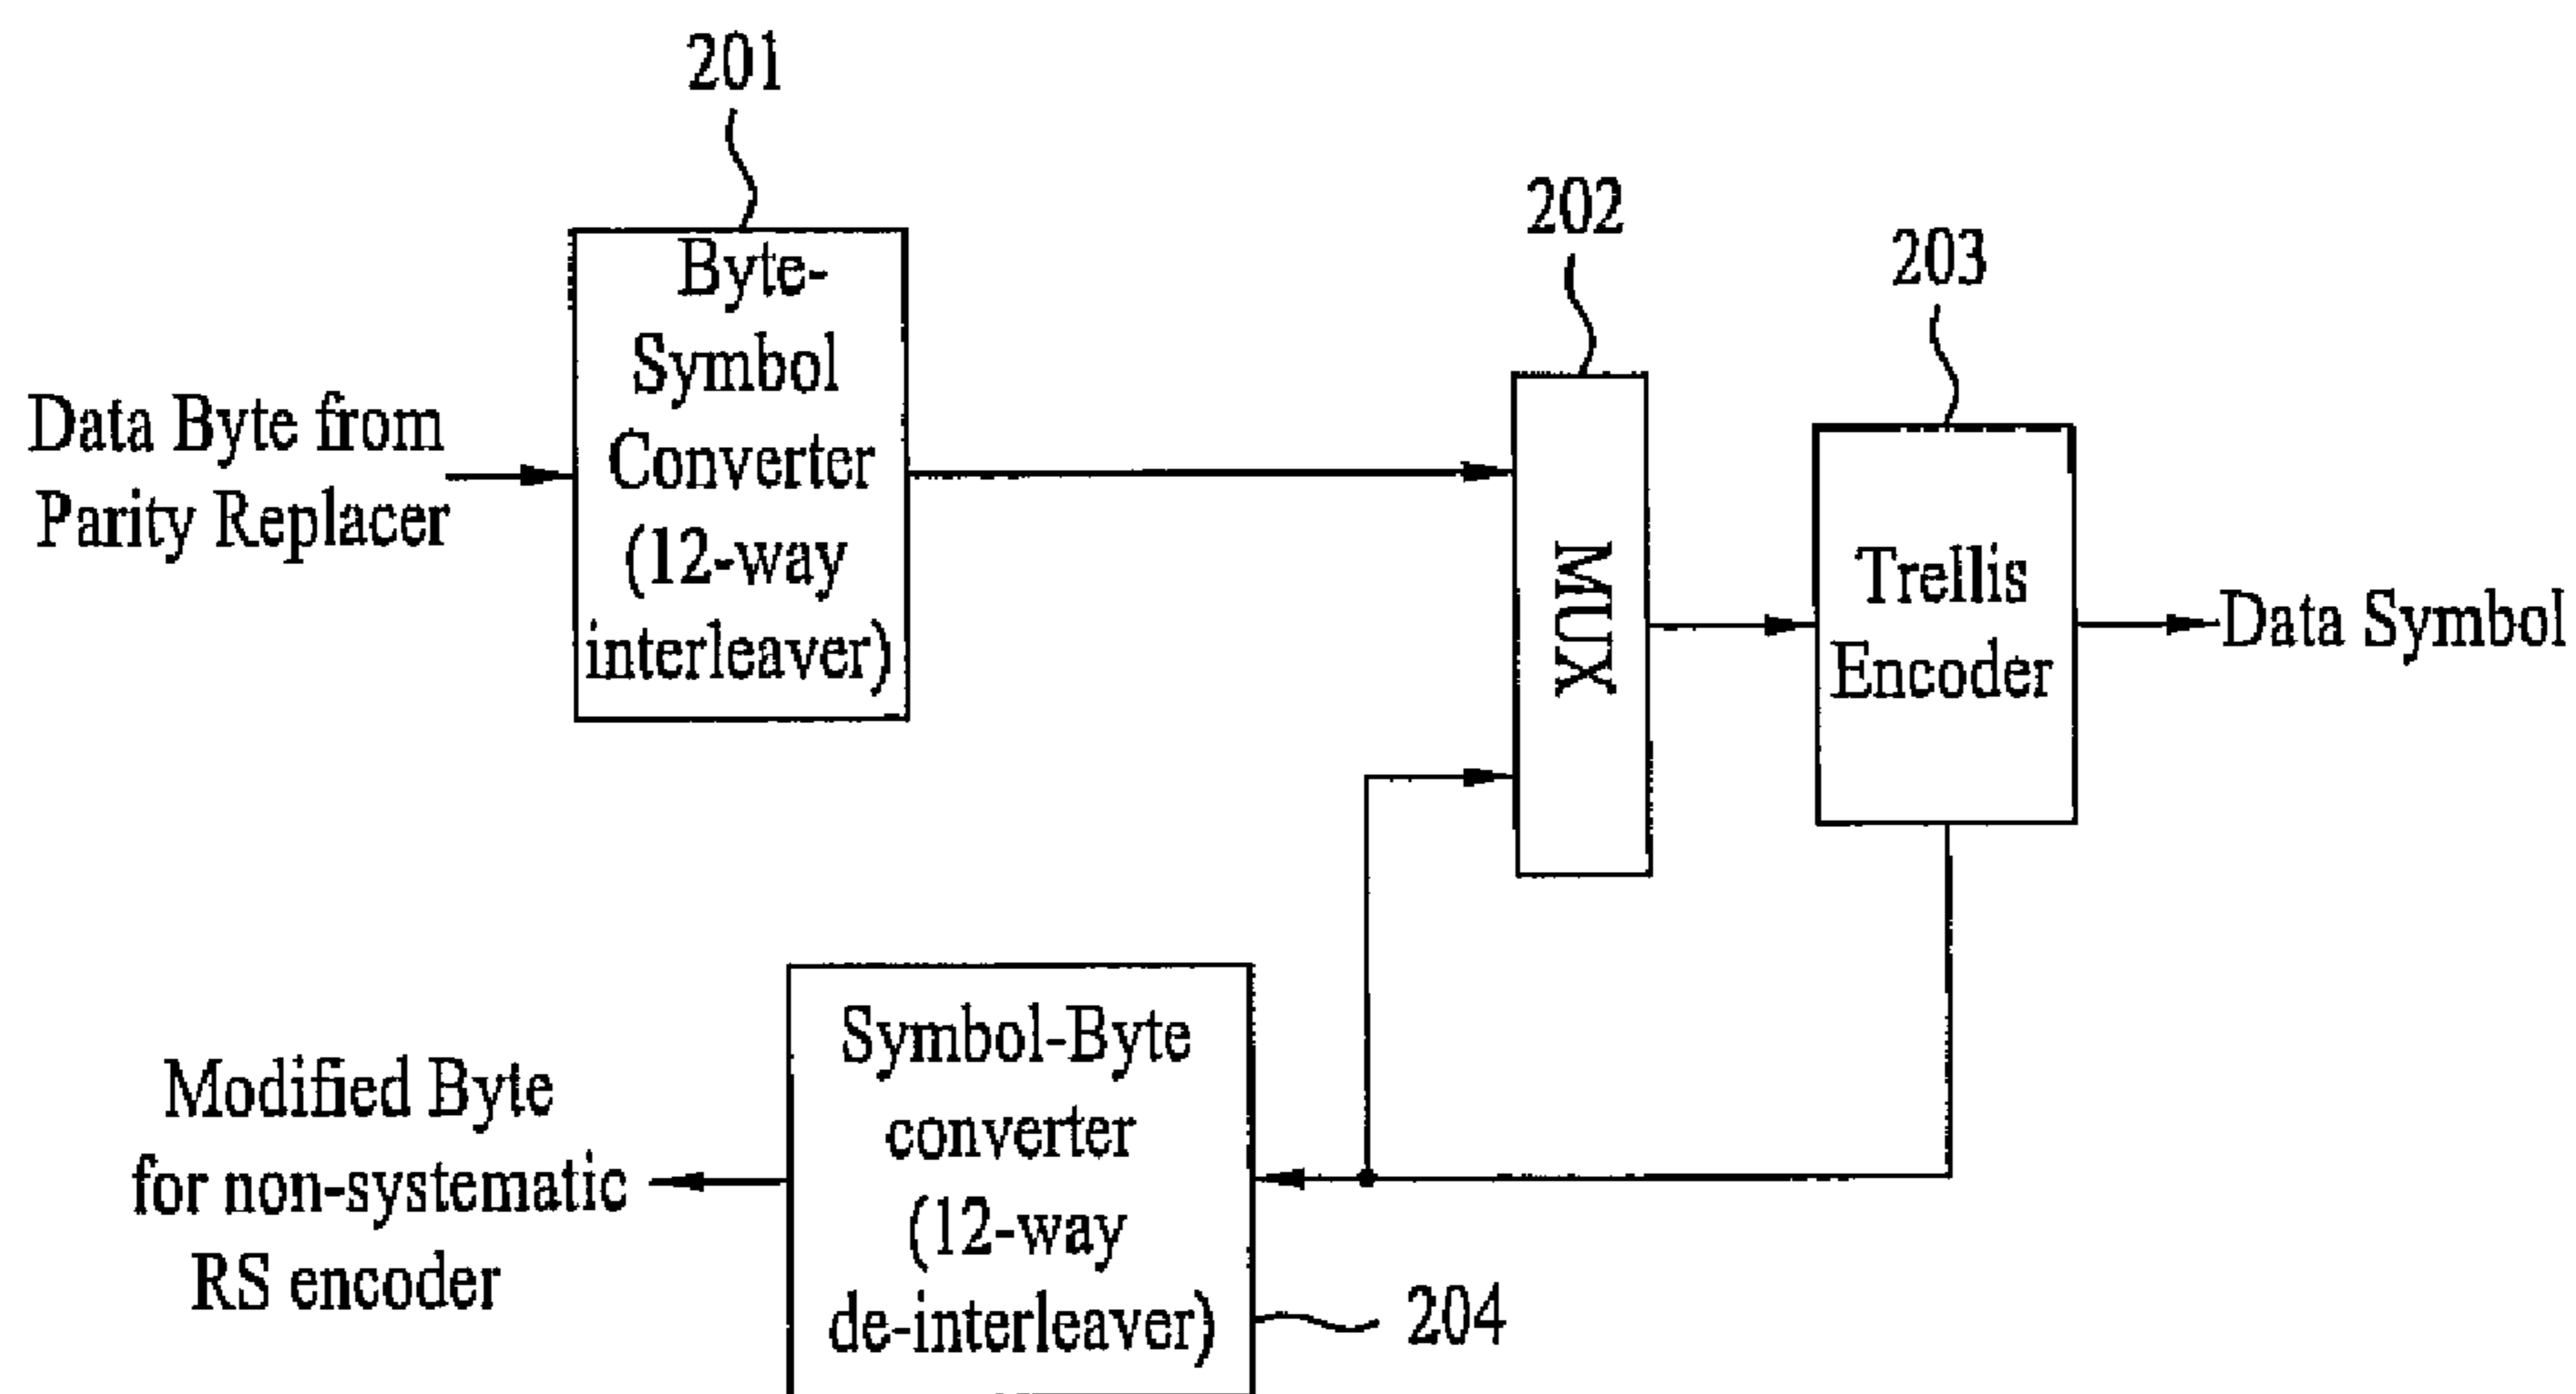 201
Byte-
Symbol
Converter
(12-way
interleaver)
Data Byte from
Parity Replacer
202
MUX
203
Trellis
Encoder
Data Symbol
Symbol-Byte
converter
(12-way
de-interleaver)
204
Modified Byte
for non-systematic
RS encoder